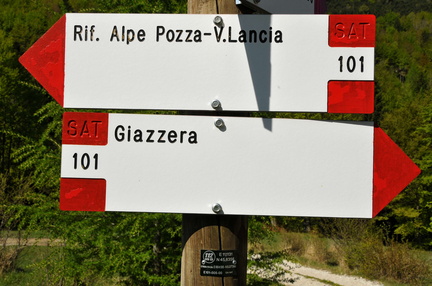 Rif. Alpe Pozza-V.Lancia
SAT
101
SAT
101
Giazzera